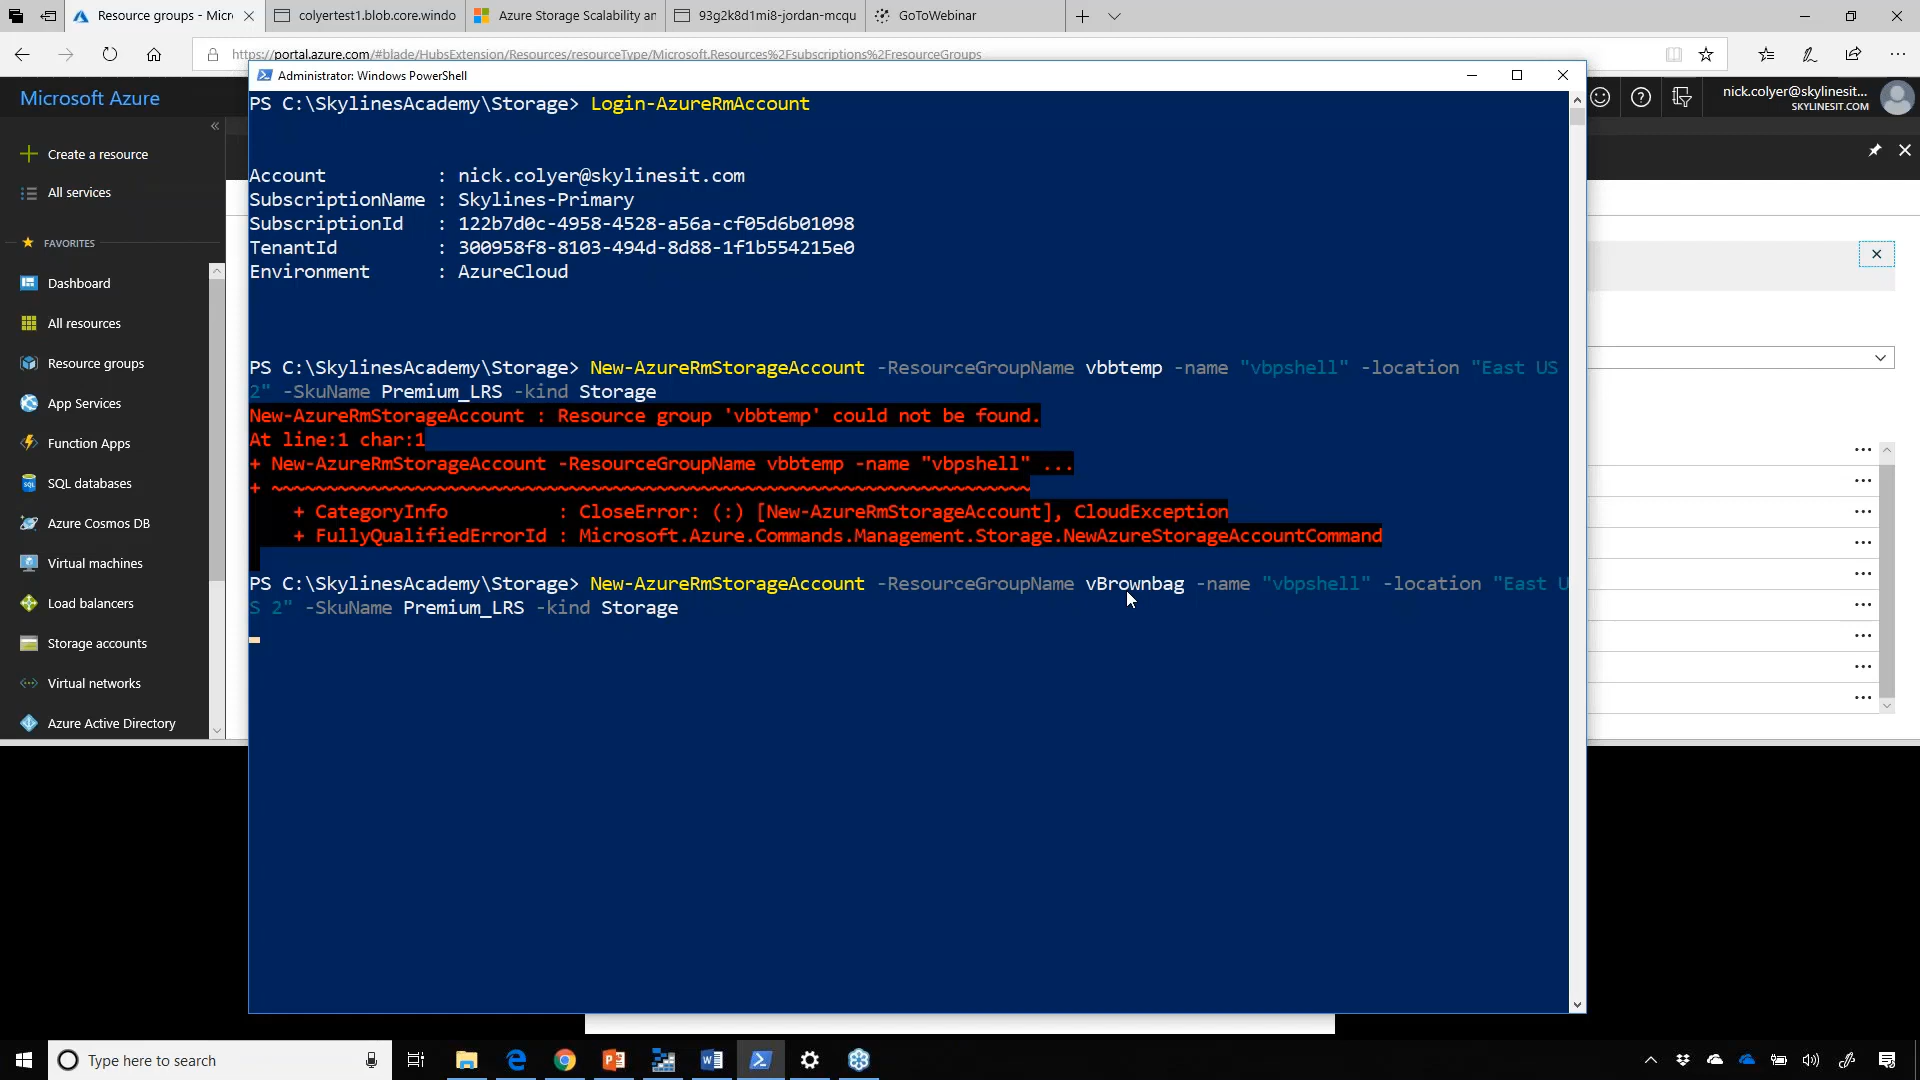 Resource groups - Micr
colyertest1.blob.core.windo
Azure Storage Scalability an
93g2k8d1mi8-jordan-mcqu
GoToWebinar
https://portal.azure.com/#blade/HubsExtension/Resources/resourceType/Microsoft.Resources%2Fsubscriptions%2FresourceGroups
Administrator: Windows PowerShell
Microsoft Azure
nick.colyer@skylinesit...
SKYLINESIT.COM
Create a resource
All services
FAVORITES
Dashboard
All resources
Resource groups
App Services
Function Apps
SQL databases
Azure Cosmos DB
Virtual machines
Load balancers
Storage accounts
Virtual networks
Azure Active Directory
PS C:\SkylinesAcademy\Storage> Login-AzureRmAccount
Account          : nick.colyer@skylinesit.com
SubscriptionName : Skylines-Primary
SubscriptionId   : 122b7d0c-4958-4528-a56a-cf05d6b01098
TenantId         : 300958f8-8103-494d-8d88-1f1b554215e0
Environment      : AzureCloud
PS C:\SkylinesAcademy\Storage> New-AzureRmStorageAccount -ResourceGroupName vbbtemp -name "vbpshell" -location "East US
2" -SkuName Premium_LRS -kind Storage
New-AzureRmStorageAccount : Resource group 'vbbtemp' could not be found.
At line:1 char:1
+ New-AzureRmStorageAccount -ResourceGroupName vbbtemp -name "vbpshell" ...
+ ~~~~~~~~~~~~~~~~~~~~~~~~~~~~~~~~~~~~~~~~~~~~~~~~~~~~~~~~~~~~~~~~~~~~~
    + CategoryInfo          : CloseError: (:) [New-AzureRmStorageAccount], CloudException
    + FullyQualifiedErrorId : Microsoft.Azure.Commands.Management.Storage.NewAzureStorageAccountCommand
PS C:\SkylinesAcademy\Storage> New-AzureRmStorageAccount -ResourceGroupName vBrownbag -name "vbpshell" -location "East U
S 2" -SkuName Premium_LRS -kind Storage
Type here to search